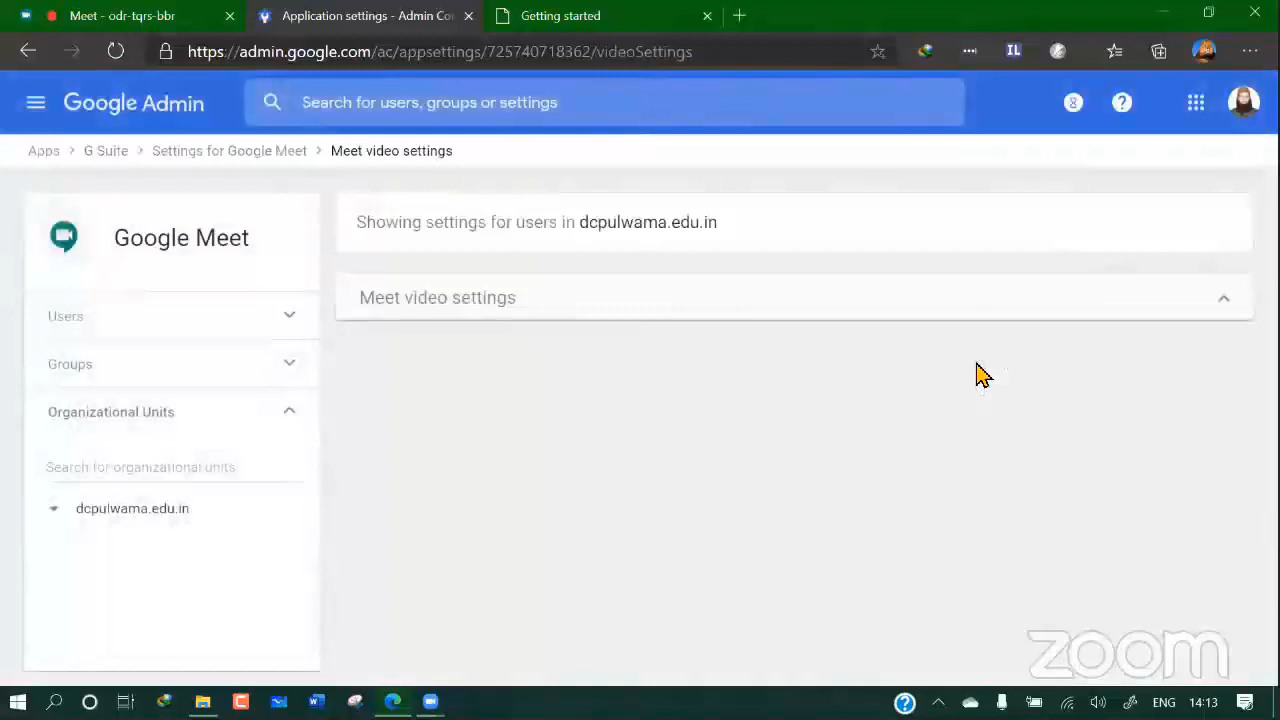 Meet - odr-tqrs-bbr
Application settings - Admin Co
Getting started
https://admin.google.com/ac/appsettings/725740718362/videoSettings
IL
Google Admin
Search for users, groups or settings
Apps > G Suite > Settings for Google Meet > Meet video settings
Google Meet
Showing settings for users in dcpulwama.edu.in
Meet video settings
Users
Groups
Organizational Units
Search for organizational units
dcpulwama.edu.in
zoom
ENG 14:13